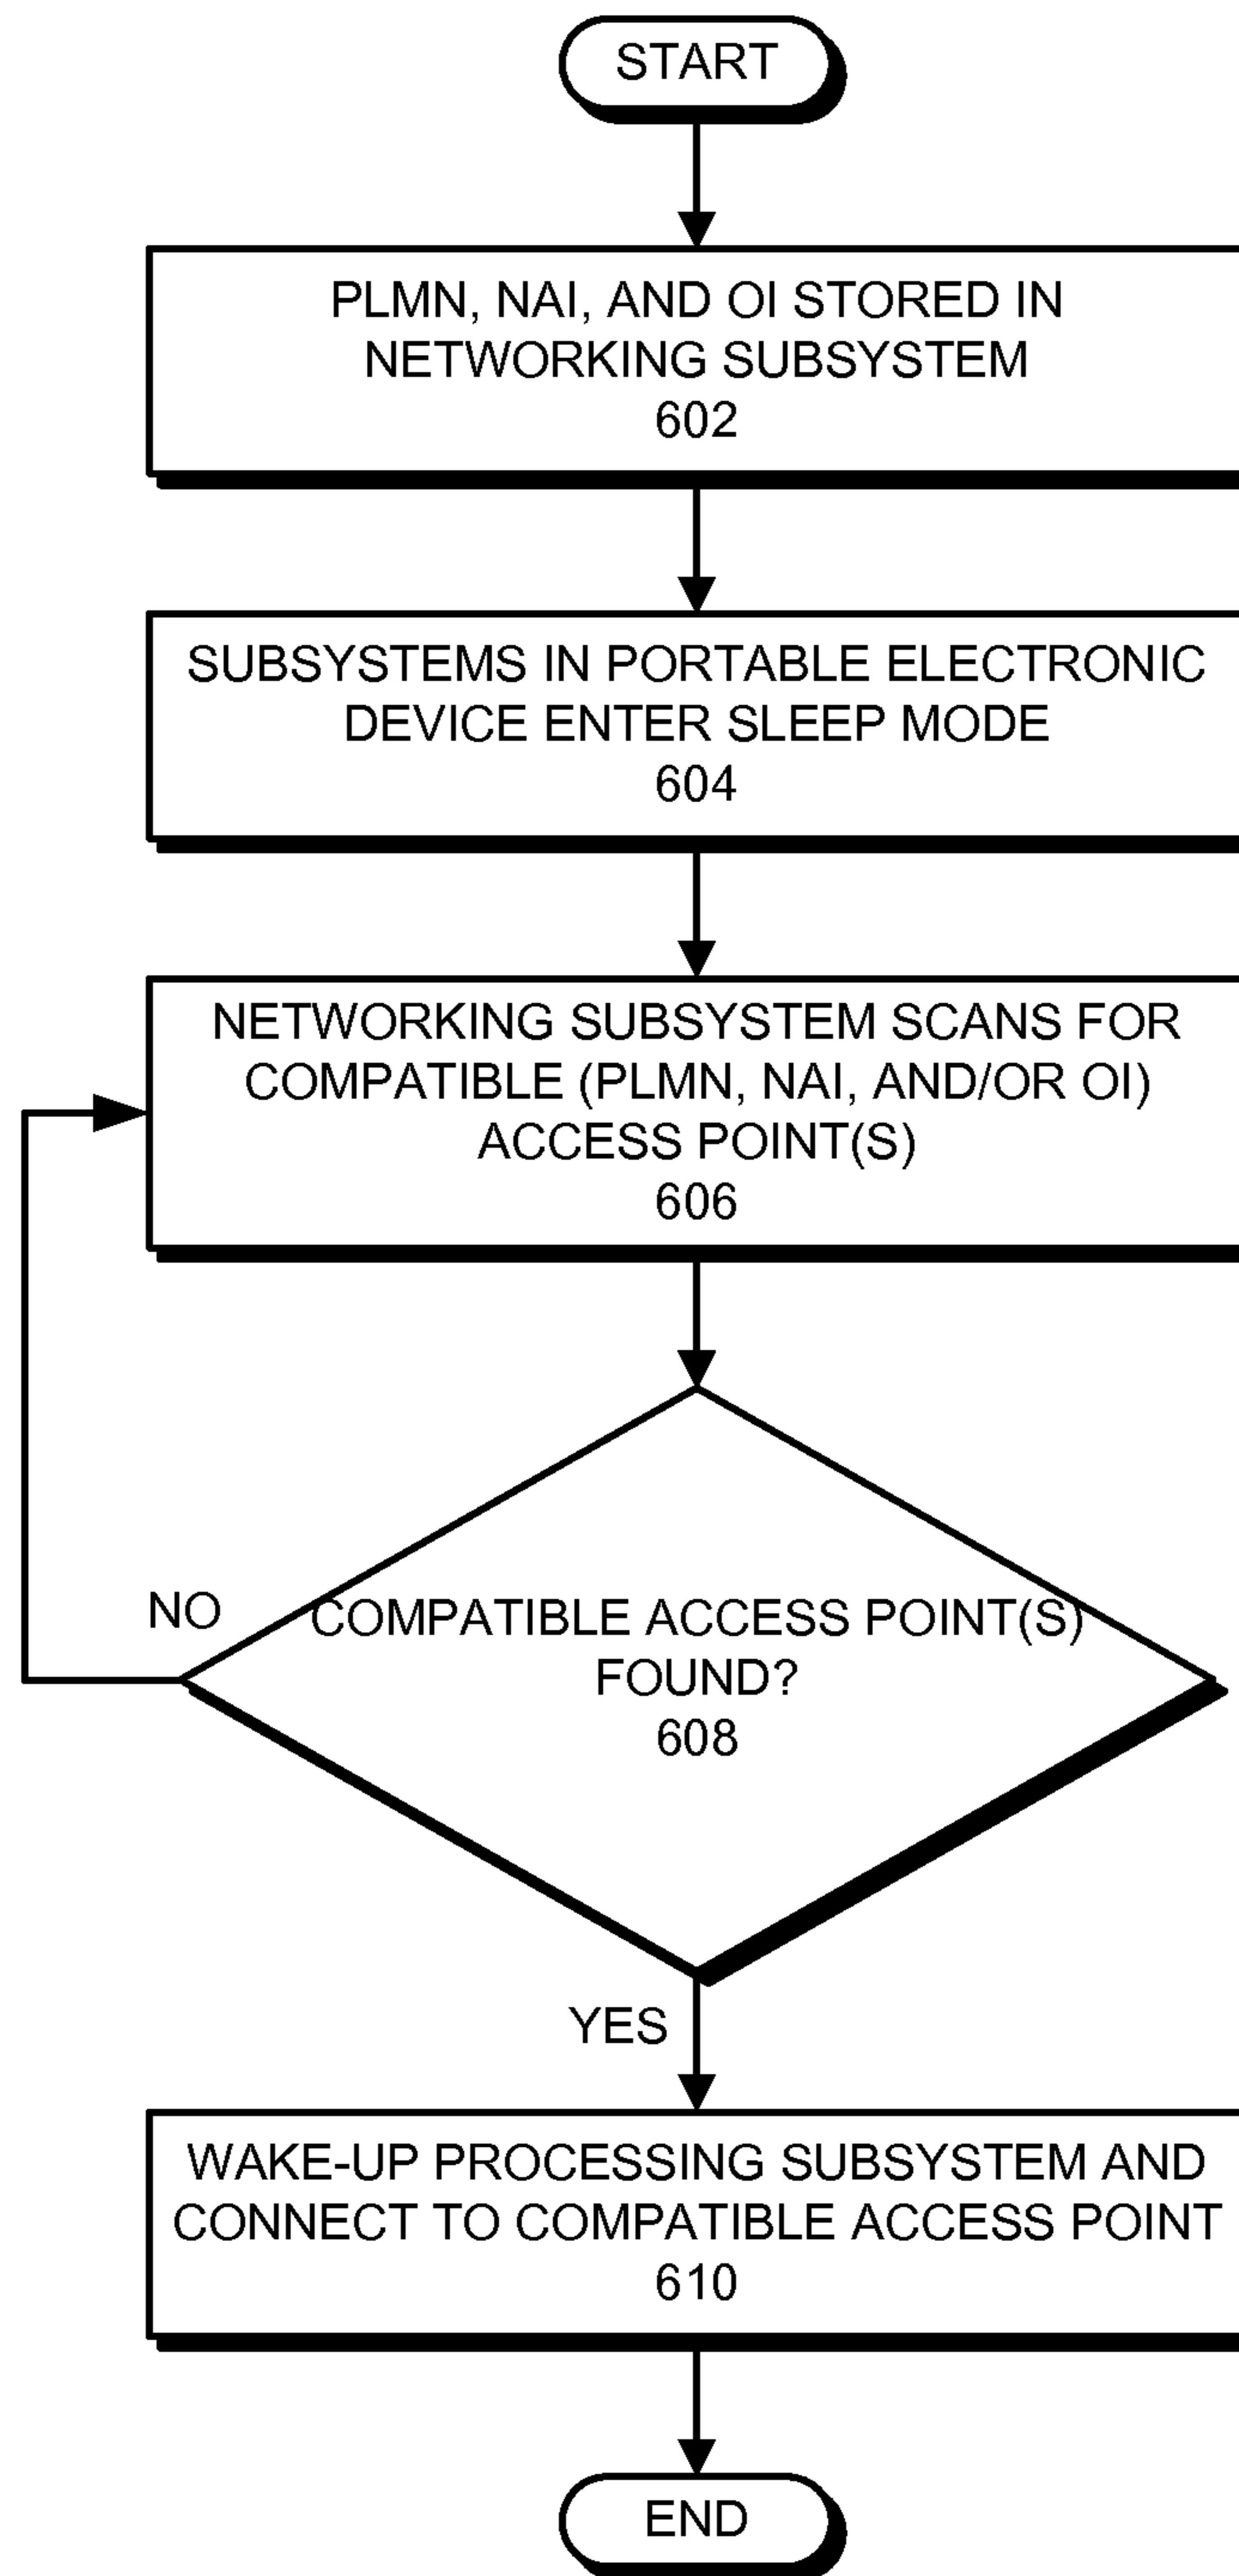 START
PLMN, NAI, AND OI STORED IN
NETWORKING SUBSYSTEM
602
SUBSYSTEMS IN PORTABLE ELECTRONIC
DEVICE ENTER SLEEP MODE
604
NETWORKING SUBSYSTEM SCANS FOR
COMPATIBLE (PLMN, NAI, AND/OR OI)
ACCESS POINT(S)
606
NO
COMPATIBLE ACCESS POINT(S)
FOUND?
608
YES
WAKE-UP PROCESSING SUBSYSTEM AND
CONNECT TO COMPATIBLE ACCESS POINT
610
END